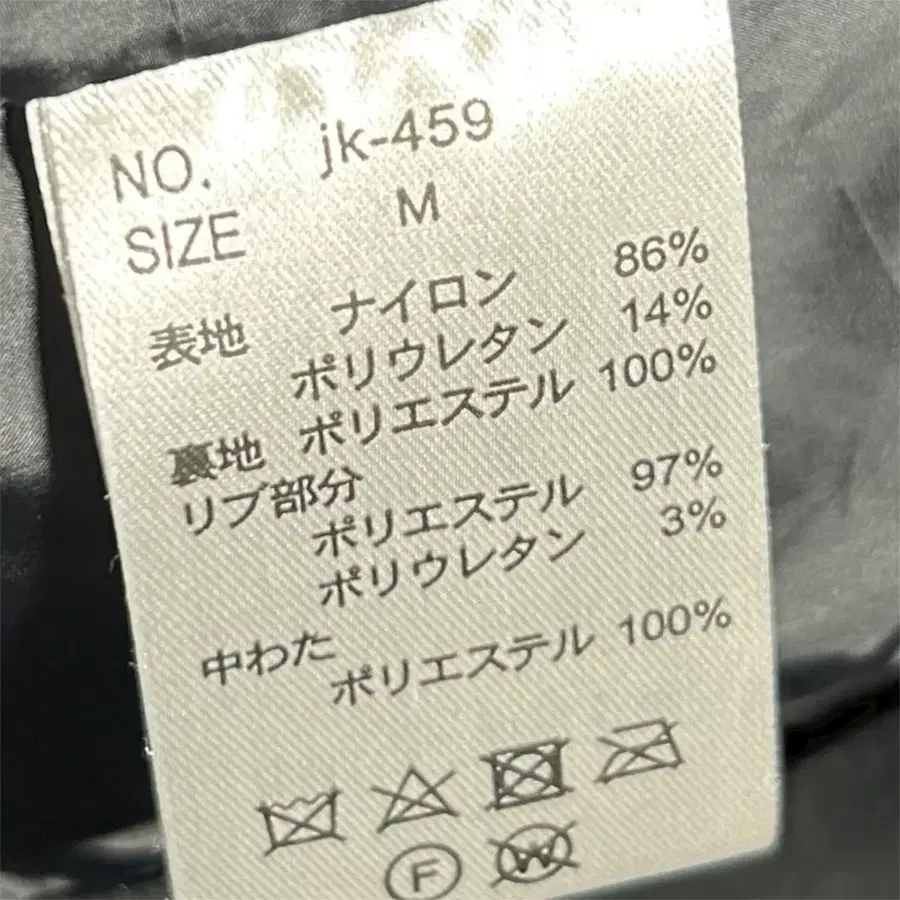 NO. jk-459
SIZE M
表地 ナイロン 86%
ポリウレタン 14%
裏地 ポリエステル 100%
リブ部分
ポリエステル 97%
ポリウレタン 3%
中わた
ポリエステル 100%
F W